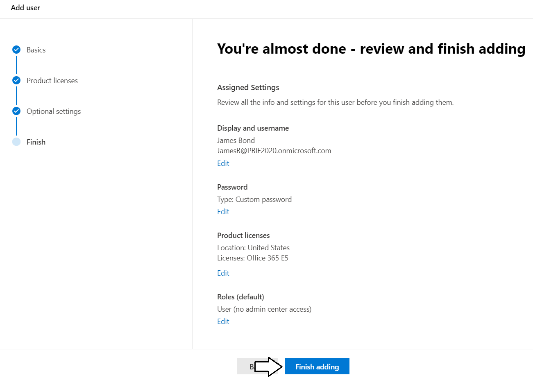 Add user
Basics
Product licenses
Optional settings
Finish
You're almost done - review and finish adding
Assigned Settings
Review all the info and settings for this user before you finish adding them.
Display and username
James Bond
JamesB@PRIE2020.onmicrosoft.com
Edit
Password
Type: Custom password
Edit
Product licenses
Location: United States
Licenses: Office 365 E5
Edit
Roles (default)
User (no admin center access)
Edit
Finish adding